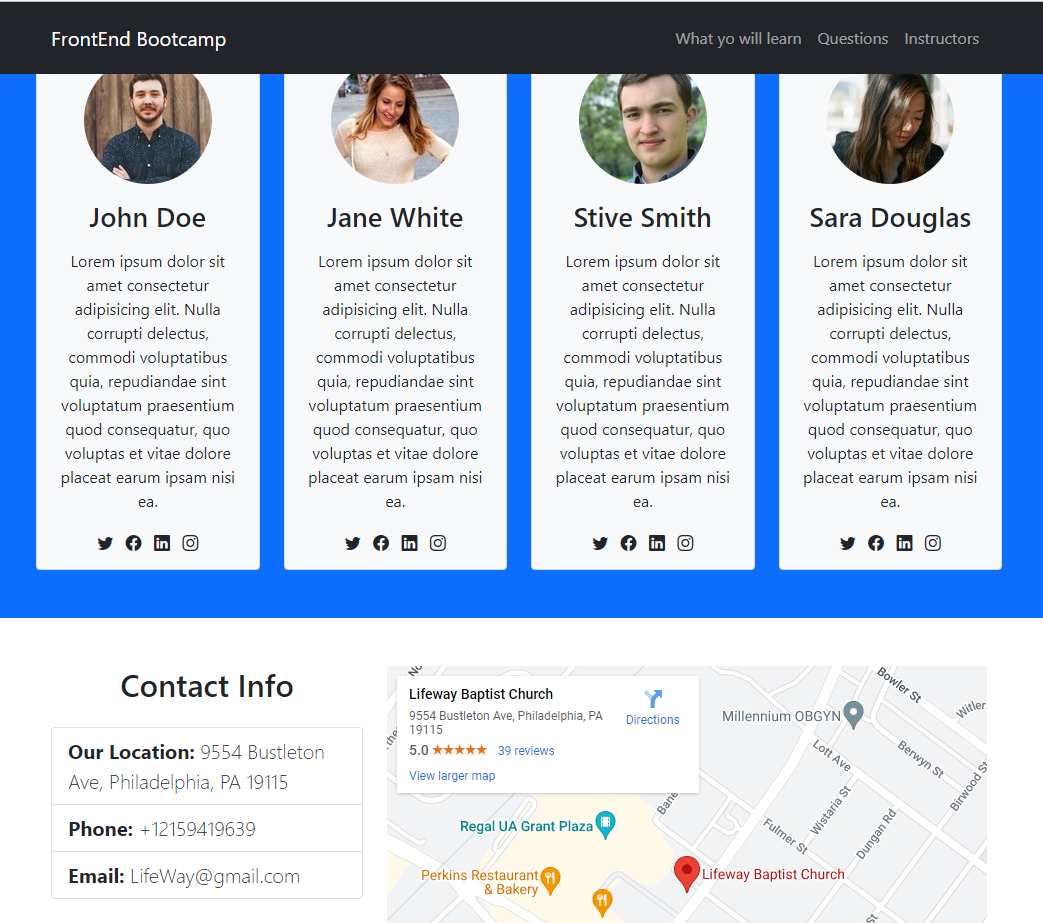 FrontEnd Bootcamp
What yo will learn Questions Instructors
John Doe
Lorem ipsum dolor sit
amet consectetur
adipisicing elit. Nulla
corrupti delectus,
commodi voluptatibus
quia, repudiandae sint
voluptatum praesentium
quod consequatur, quo
voluptas et vitae dolore
placeat earum ipsam nisi
ea.
Jane White
Lorem ipsum dolor sit
amet consectetur
adipisicing elit. Nulla
corrupti delectus,
commodi voluptatibus
quia, repudiandae sint
voluptatum praesentium
quod consequatur, quo
voluptas et vitae dolore
placeat earum ipsam nisi
ea.
Stive Smith
Lorem ipsum dolor sit
amet consectetur
adipisicing elit. Nulla
corrupti delectus,
commodi voluptatibus
quia, repudiandae sint
voluptatum praesentium
quod consequatur, quo
voluptas et vitae dolore
placeat earum ipsam nisi
ea.
Sara Douglas
Lorem ipsum dolor sit
amet consectetur
adipisicing elit. Nulla
corrupti delectus,
commodi voluptatibus
quia, repudiandae sint
voluptatum praesentium
quod consequatur, quo
voluptas et vitae dolore
placeat earum ipsam nisi
ea.
Contact Info
Our Location: 9554 Bustleton
Ave, Philadelphia, PA 19115
Phone: +12159419639
Email: LifeWay@gmail.com
Lifeway Baptist Church
9554 Bustleton Ave, Philadelphia, PA
19115
5.0 39 reviews
View larger map
Directions
Millennium OBGYN
Bowler St
Witler
Lott Ave
Berwyn St
Birwood St
Bane
Wistaria St
Fulmer St
Dungan Rd
Regal UA Grant Plaza
Perkins Restaurant
& Bakery
Lifeway Baptist Church